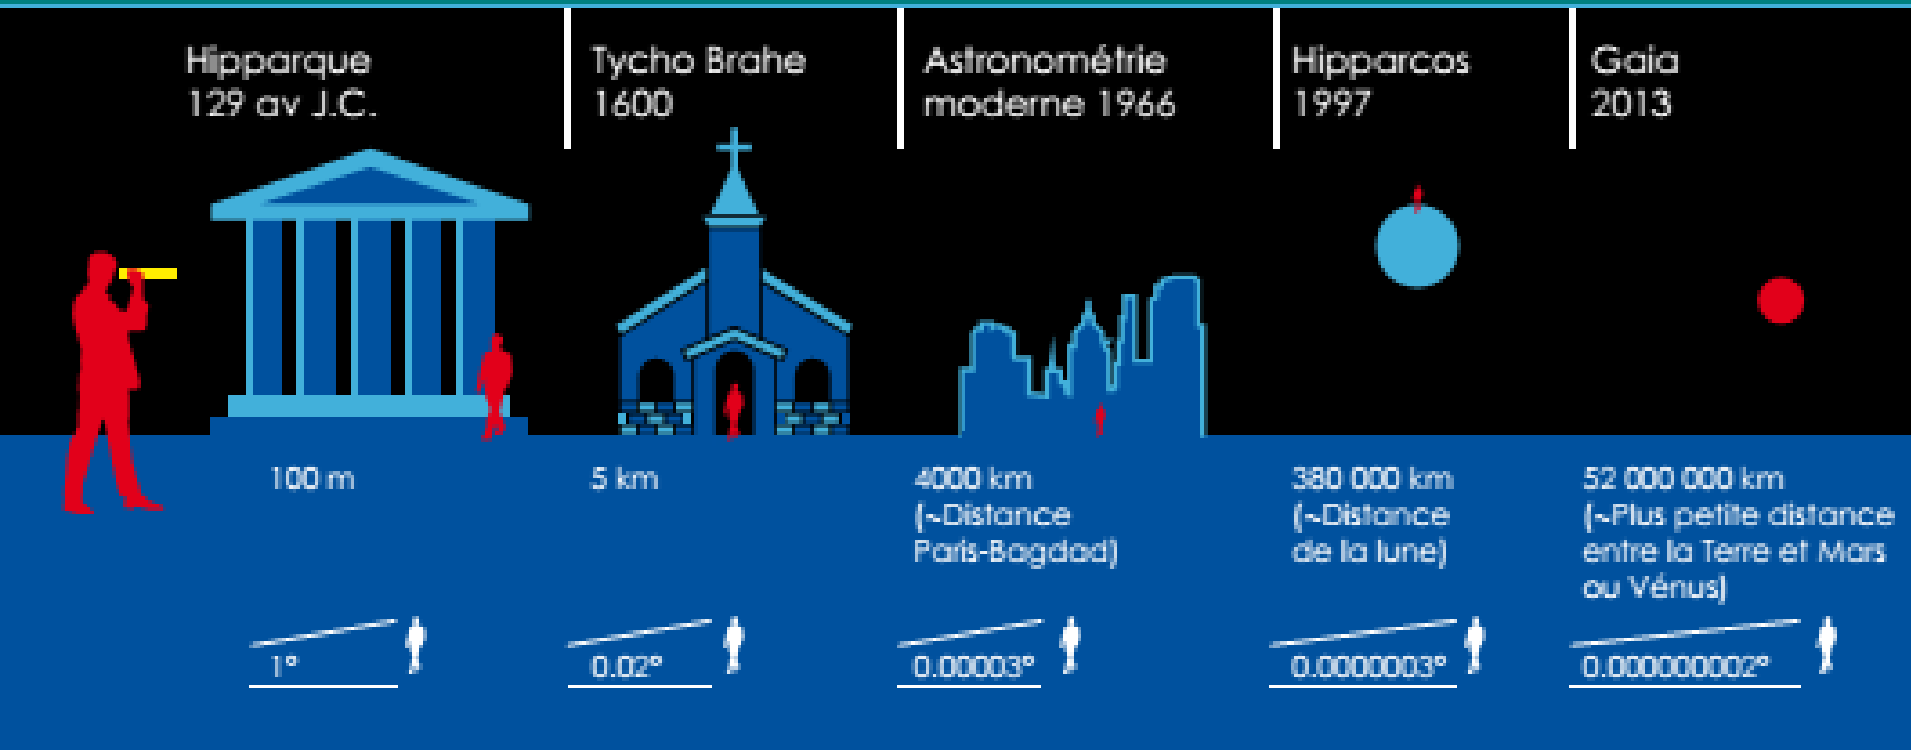 Hipparque
129 av J.C.
Tycho Brahe
1600
Astronométrie
moderne 1966
Hipparcos
1997
Gaia
2013
100 m
5 km
4000 km
(~Distance
Paris-Bagdad)
380 000 km
(~Distance
de la lune)
52 000 000 km
(~Plus petite distance
entre la Terre et Mars
ou Vénus)
1°
0.02°
0.00003°
0.0000003°
0.000000002°